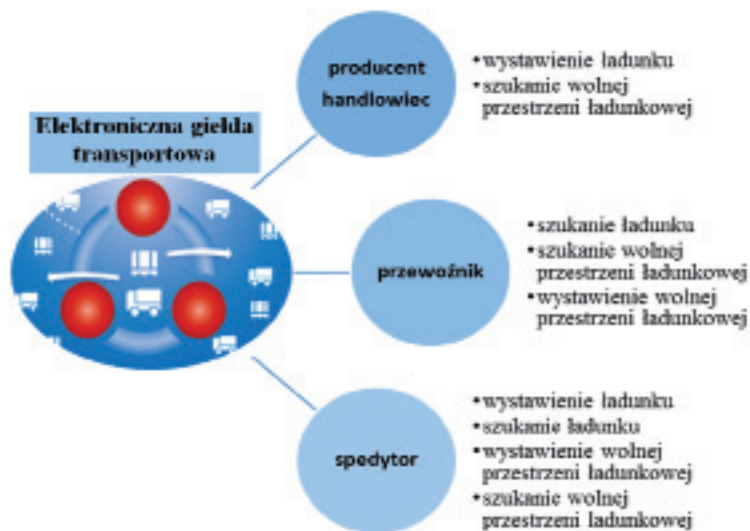 Elektroniczna giełda
transportowa
producent
handlowiec
•wystawienie ładunku
•szukanie wolnej
przestrzeni ładunkowej
przewoźnik
•szukanie ładunku
•szukanie wolnej
przestrzeni ładunkowej
•wystawienie wolnej
przestrzeni ładunkowej
spedytor
•wystawienie ładunku
•szukanie ładunku
•wystawienie wolnej
przestrzeni ładunkowej
•szukanie wolnej
przestrzeni ładunkowej